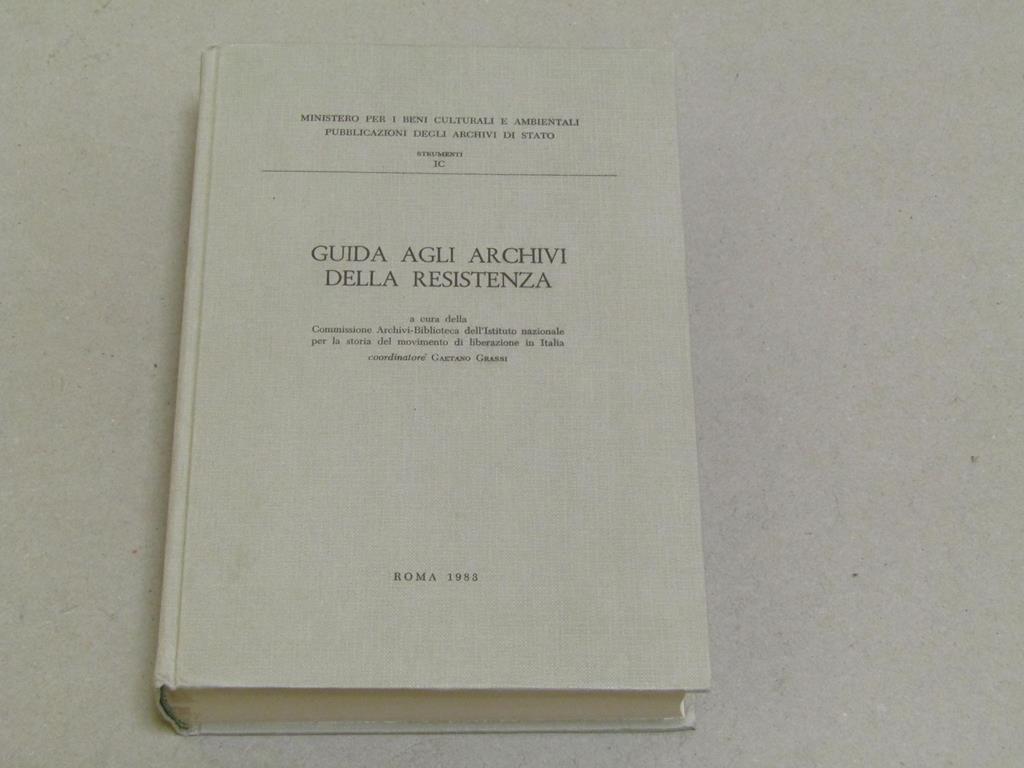 MINISTERO PER I BENI CULTURALI E AMBIENTALI
PUBBLICAZIONI DEGLI ARCHIVI DI STATO
STRUMENTI
IC
GUIDA AGLI ARCHIVI
DELLA RESISTENZA
a cura della
Commissione Archivi-Biblioteca dell'Istituto nazionale
per la storia del movimento di liberazione in Italia
coordinatore GAETANO GRASSI
ROMA 1983